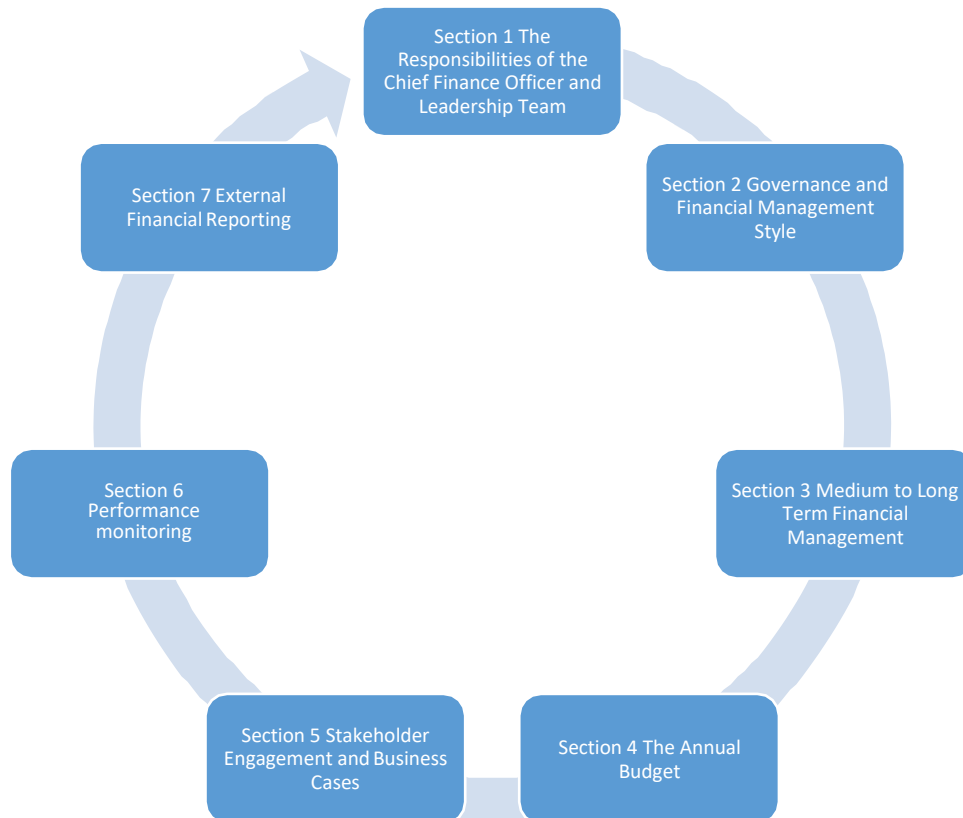 Section 1 The
Responsibilities of the
Chief Finance Officer and
Leadership Team
Section 2 Governance and
Financial Management
Style
Section 3 Medium to Long
Term Financial
Management
Section 4 The Annual
Budget
Section 5 Stakeholder
Engagement and Business
Cases
Section 6
Performance
monitoring
Section 7 External
Financial Reporting